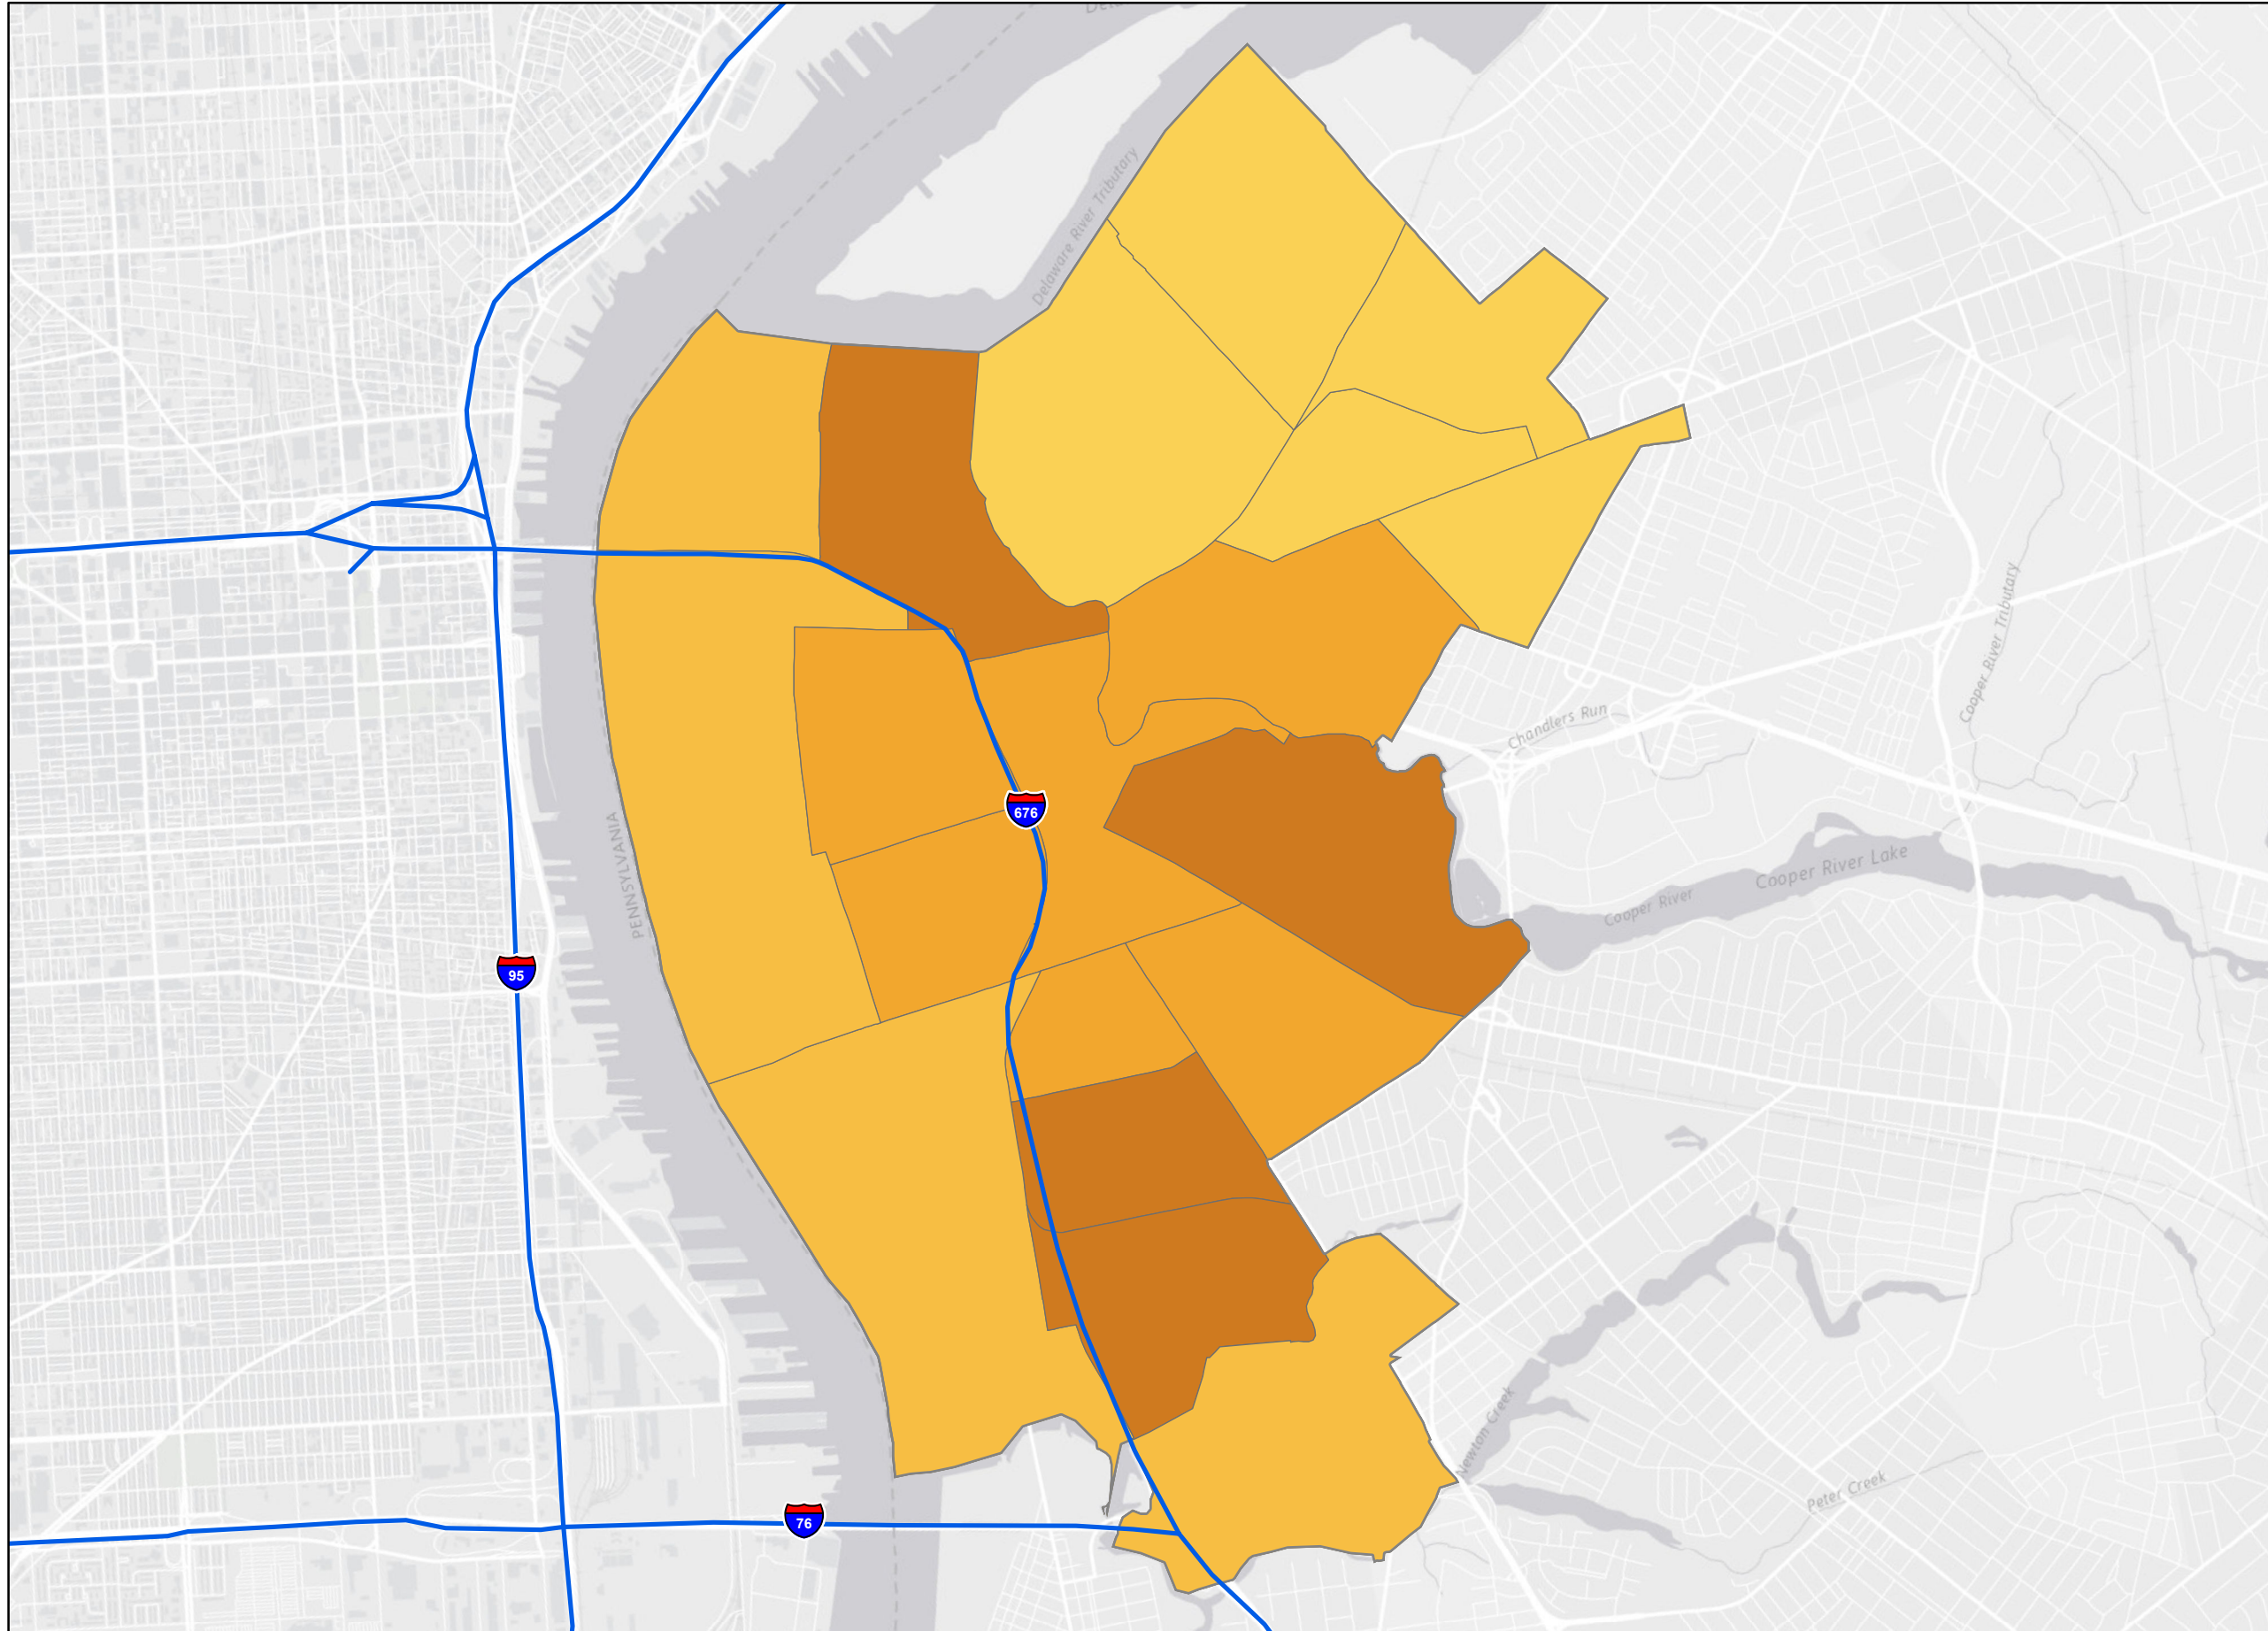 Delaware River Tributary
Cooper River Tributary
Chandlers Run
676
PENNSYLVANIA
Cooper River Lake
Cooper River
95
Newton Creek
Peter Creek
76